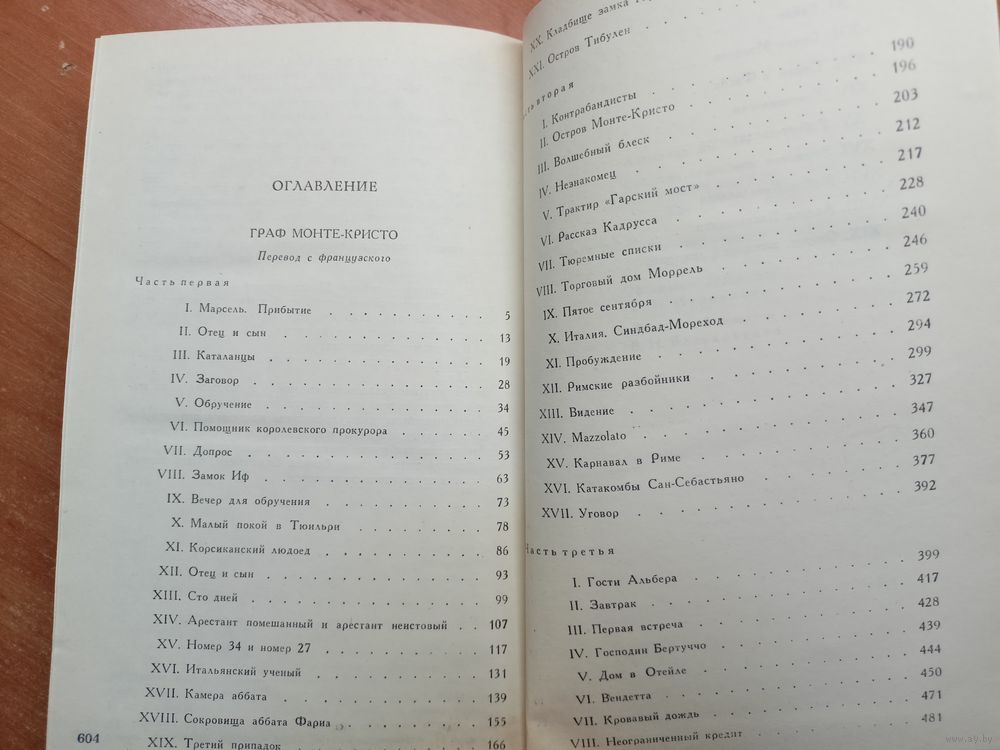 ОГЛАВЛЕНИЕ
ГРАФ МОНТЕ-КРИСТО
Перевод с французского
Часть первая
I. Марсель. Прибытие . . . . . . . . . . . 5
II. Отец и сын . . . . . . . . . . . . . 13
III. Каталанцы . . . . . . . . . . . . . 19
IV. Заговор . . . . . . . . . . . . . . 28
V. Обручение . . . . . . . . . . . . . 34
VI. Помощник королевского прокурора . . . . . . 45
VII. Допрос . . . . . . . . . . . . . . 53
VIII. Замок Иф . . . . . . . . . . . . . 63
IX. Вечер для обручения . . . . . . . . . . 73
X. Малый покой в Тюильри . . . . . . . . . 78
XI. Корсиканский людоед . . . . . . . . . . 86
XII. Отец и сын . . . . . . . . . . . . . 93
XIII. Сто дней . . . . . . . . . . . . . 99
XIV. Арестант помешанный и арестант неистовый . . 107
XV. Номер 34 и номер 27 . . . . . . . . . . 117
XVI. Итальянский ученый . . . . . . . . . . 131
XVII. Камера аббата . . . . . . . . . . . . 139
XVIII. Сокровища аббата Фариа . . . . . . . . . 155
XIX. Третий припадок . . . . . . . . . . . 166
604
XX. Кладбище замка
XXI. Остров Тибулен . . . .
ть вторая
I. Контрабандисты . . . . . . . . . . 190
II. Остров Монте-Кристо . . . . . . . . 196
III. Волшебный блеск . . . . . . . . . . 203
IV. Незнакомец . . . . . . . . . . . . 212
V. Трактир «Гарский мост» . . . . . . . . 217
VI. Рассказ Кадрусса . . . . . . . . . . 228
VII. Тюремные списки . . . . . . . . . . 240
VIII. Торговый дом Моррель . . . . . . . . 246
IX. Пятое сентября . . . . . . . . . . 259
X. Италия. Синдбад-Мореход . . . . . . . 272
XI. Пробуждение . . . . . . . . . . . 294
XII. Римские разбойники . . . . . . . . . 299
XIII. Видение . . . . . . . . . . . . 327
XIV. Mazzolato . . . . . . . . . . . . 347
XV. Карнавал в Риме . . . . . . . . . . 360
XVI. Катакомбы Сан-Себастьяно . . . . . . . 377
XVII. Уговор . . . . . . . . . . . . . 392
Часть третья
I. Гости Альбера . . . . . . . . . . . 399
II. Завтрак . . . . . . . . . . . . . 417
III. Первая встреча . . . . . . . . . . 428
IV. Господин Бертуччо . . . . . . . . . 439
V. Дом в Отейле . . . . . . . . . . . 444
VI. Вендетта . . . . . . . . . . . . 450
VII. Кровавый дождь . . . . . . . . . . 471
VIII. Неограниченный кредит . . . . . . . . 481
www.ay.by